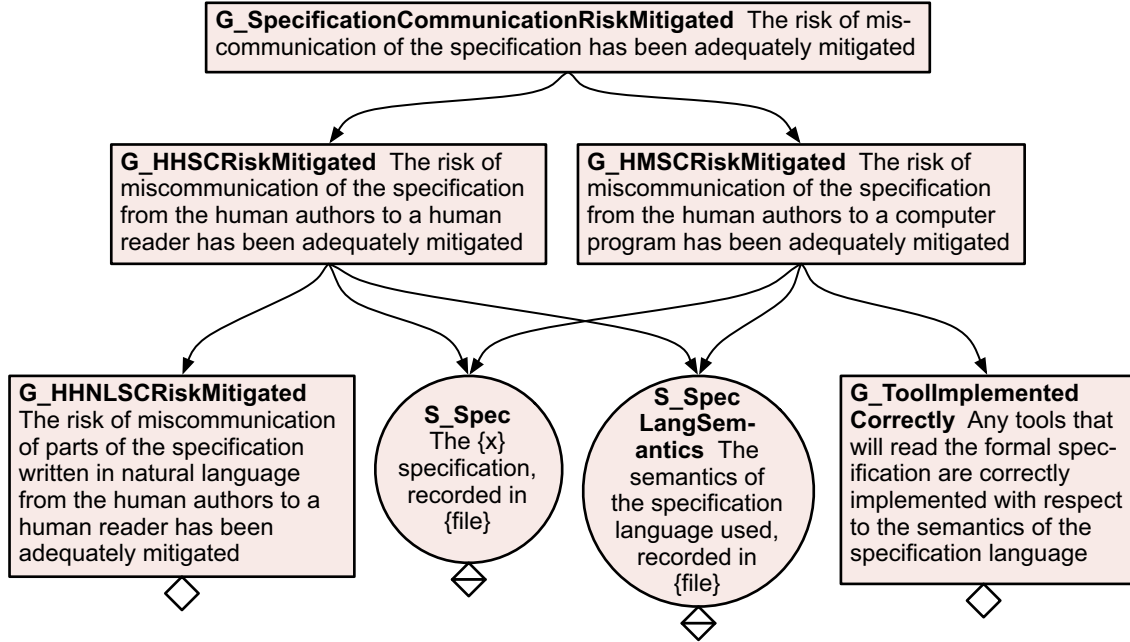 G_SpecificationCommunicationRiskMitigated The risk of mis-
communication of the specification has been adequately mitigated
G_HHSCRiskMitigated The risk of
miscommunication of the specification
from the human authors to a human
reader has been adequately mitigated
G_HMSCRiskMitigated The risk of
miscommunication of the specification
from the human authors to a computer
program has been adequately mitigated
G_HHNLSCRiskMitigated
The risk of miscommunication
of parts of the specification
written in natural language
from the human authors to a
human reader has been
adequately mitigated
S_Spec
The {x}
specification,
recorded in
{file}
S_Spec
LangSem-
antics The
semantics of
the specification
language used,
recorded in
{file}
G_ToolImplemented
Correctly Any tools that
will read the formal spec-
ification are correctly
implemented with respect
to the semantics of the
specification language